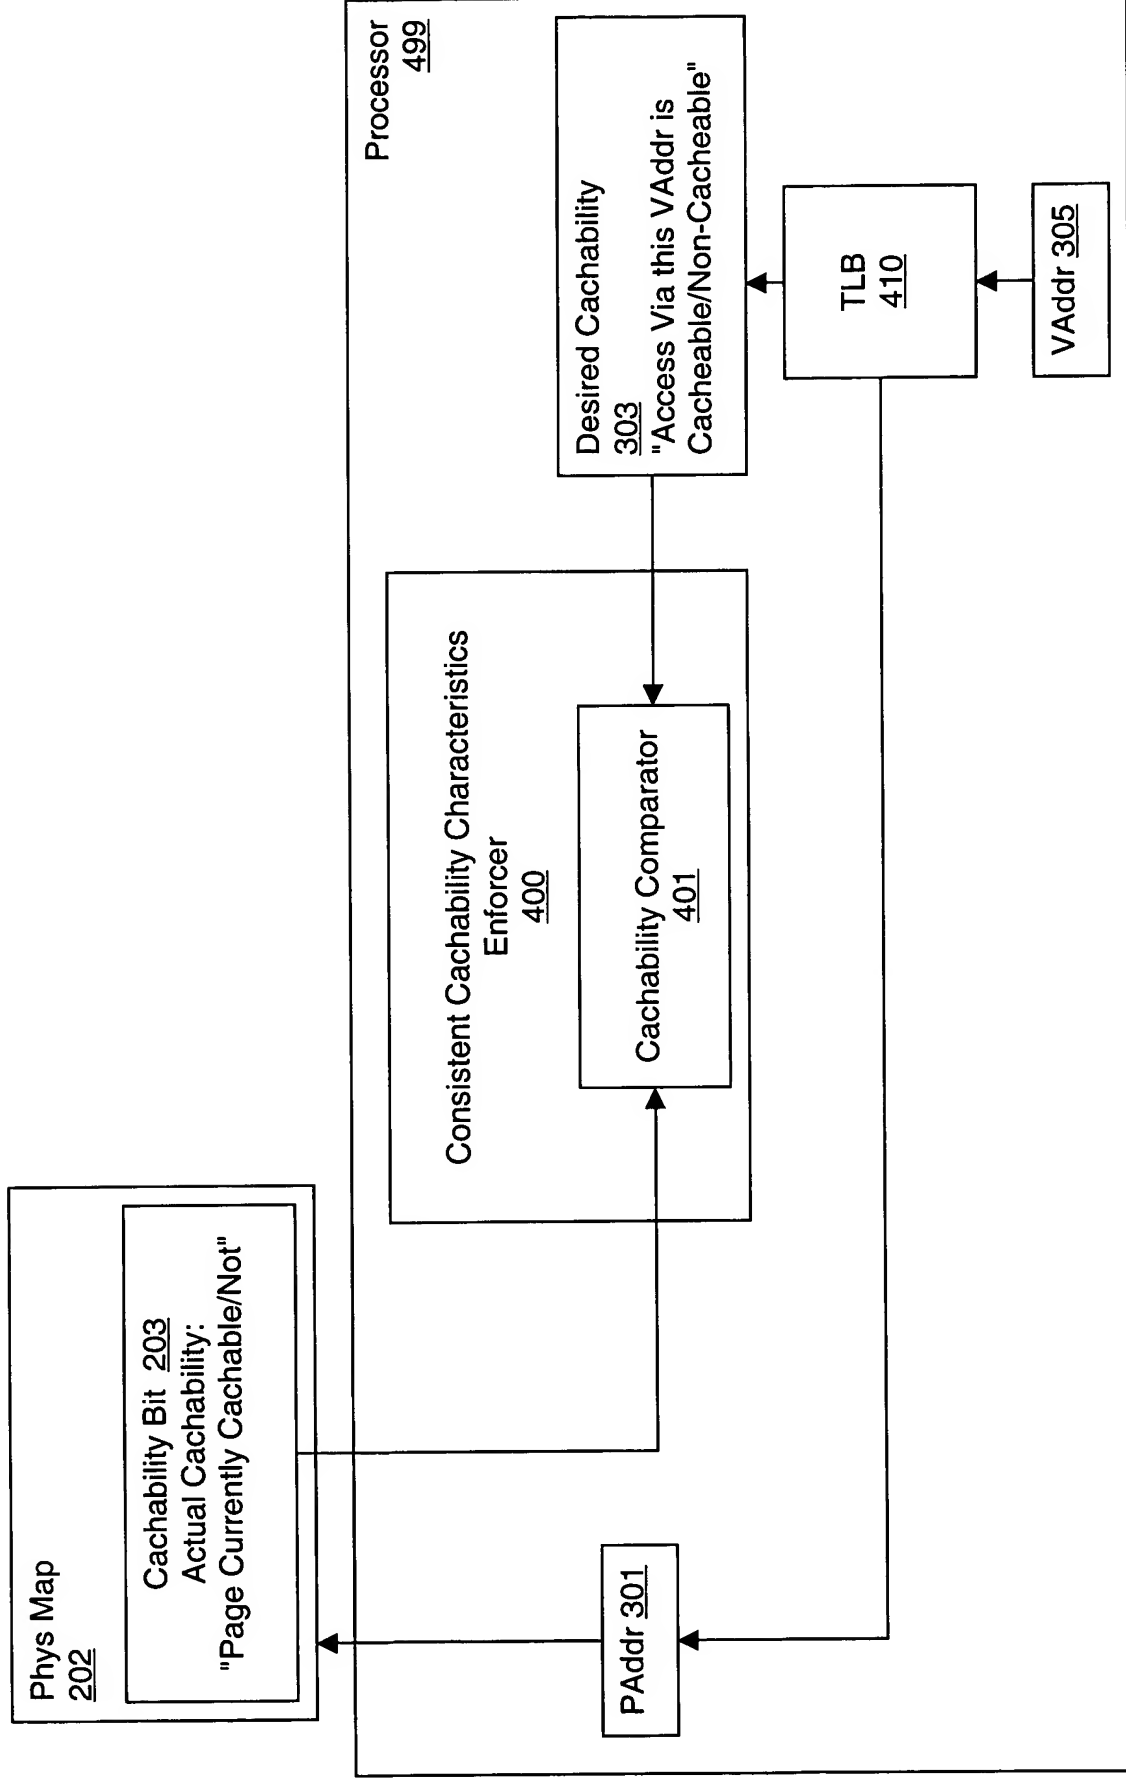 Phys Map
202
Cachability Bit 203
Actual Cachability:
"Page Currently Cachable/Not"
Processor
499
Consistent Cachability Characteristics
Enforcer
400
Cachability Comparator
401
Desired Cachability
303
"Access Via this VAddr is
Cacheable/Non-Cacheable"
PAddr 301
TLB
410
VAddr 305